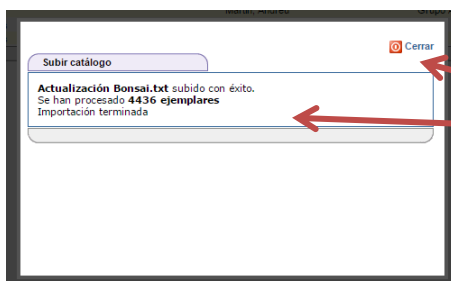 Cerrar
Subir catálogo
Actualización Bonsai.txt subido con éxito.
Se han procesado 4436 ejemplares
Importación terminada